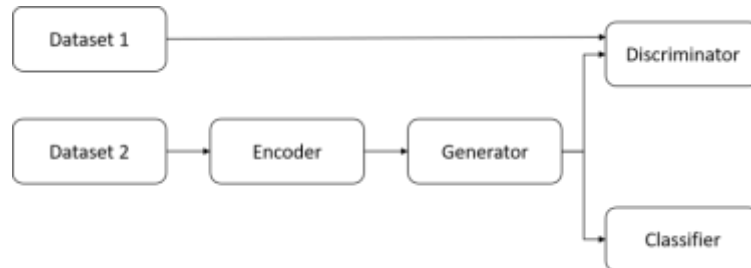 Dataset 1
Discriminator
Dataset 2
Encoder
Generator
Classifier